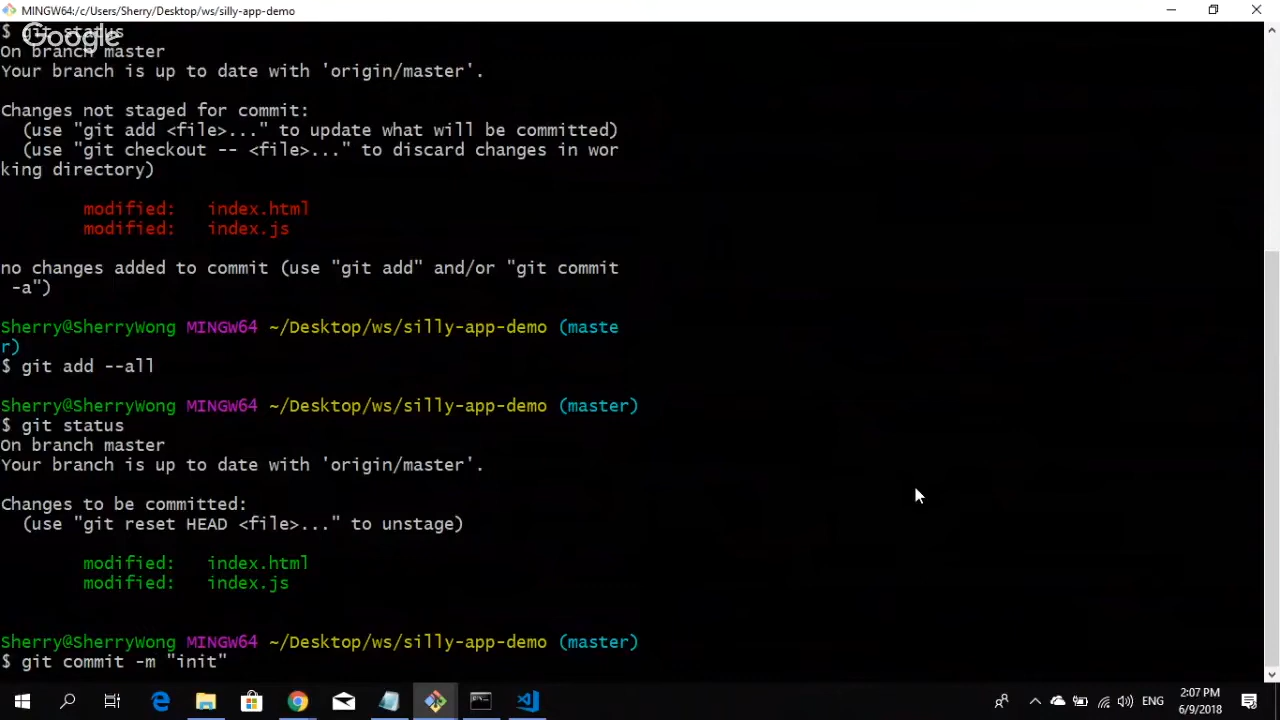 MINGW64:/c/Users/Sherry/Desktop/ws/silly-app-demo
$ git status
Google
On branch master
Your branch is up to date with 'origin/master'.
Changes not staged for commit:
(use "git add <file>..." to update what will be committed)
(use "git checkout -- <file>..." to discard changes in wor
king directory)
modified: index.html
modified: index.js
no changes added to commit (use "git add" and/or "git commit
-a")
Sherry@SherryWong MINGW64 ~/Desktop/ws/silly-app-demo (maste
r)
$ git add --all
Sherry@SherryWong MINGW64 ~/Desktop/ws/silly-app-demo (master)
$ git status
On branch master
Your branch is up to date with 'origin/master'.
Changes to be committed:
(use "git reset HEAD <file>..." to unstage)
modified: index.html
modified: index.js
Sherry@SherryWong MINGW64 ~/Desktop/ws/silly-app-demo (master)
$ git commit -m "init"
ENG
2:07 PM
6/9/2018